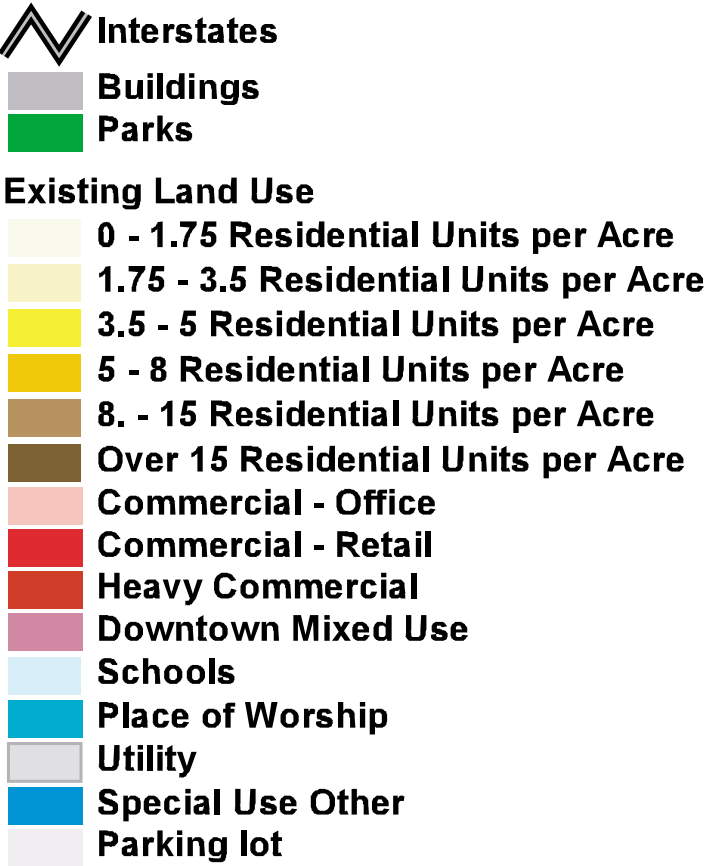 Interstates
Buildings
Parks
Existing Land Use
0 - 1.75 Residential Units per Acre
1.75 - 3.5 Residential Units per Acre
3.5 - 5 Residential Units per Acre
5 - 8 Residential Units per Acre
8. - 15 Residential Units per Acre
Over 15 Residential Units per Acre
Commercial - Office
Commercial - Retail
Heavy Commercial
Downtown Mixed Use
Schools
Place of Worship
Utility
Special Use Other
Parking lot